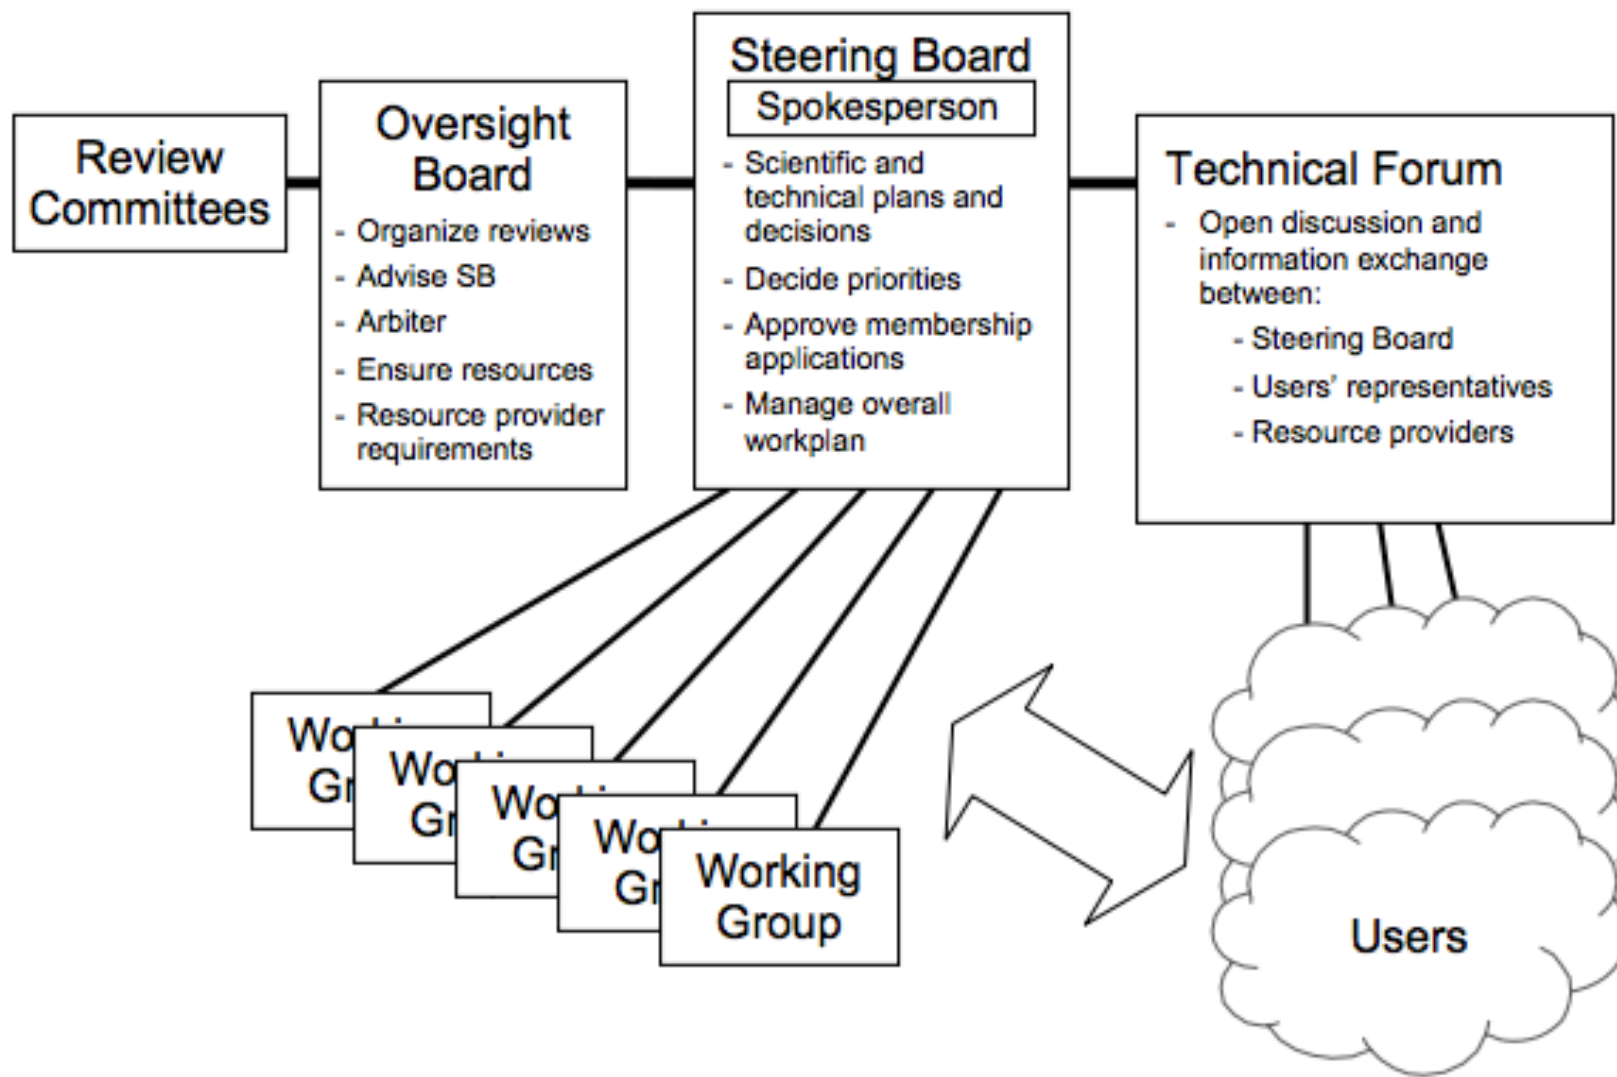 Review
Committees
Oversight
Board
- Organize reviews
- Advise SB
- Arbiter
- Ensure resources
- Resource provider
requirements
Steering Board
Spokesperson
- Scientific and
technical plans and
decisions
- Decide priorities
- Approve membership
applications
- Manage overall
workplan
Technical Forum
- Open discussion and
information exchange
between:
- Steering Board
- Users’ representatives
- Resource providers
Working
Group
Users